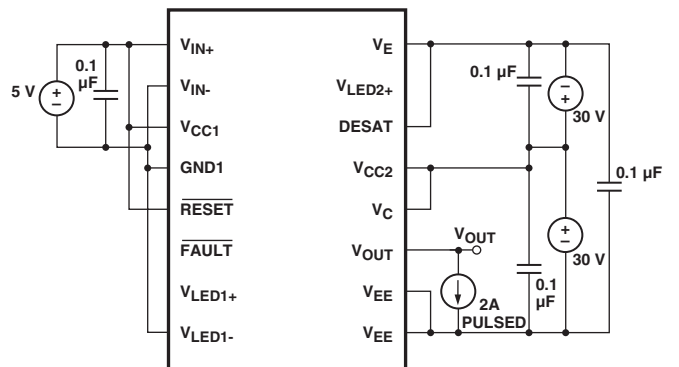 V_IN+
V_IN-
V_CC1
GND1
RESET
FAULT
V_LED1+
V_LED1-
V_E
V_LED2+
DESAT
V_CC2
V_C
V_OUT
V_EE
V_EE
5 V
+
–
0.1
µF
0.1 µF
–
+
30 V
0.1 µF
+
–
30 V
0.1
µF
V_OUT
2A
PULSED